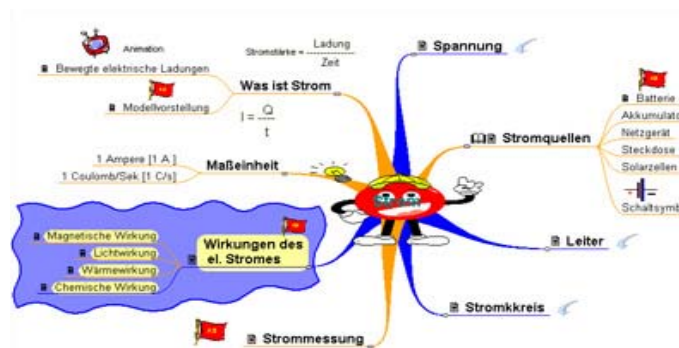 Animation
Bewegte elektrische Ladungen
Modellvorstellung
Was ist Strom
Stromstärke = Ladung
Zeit
I = Q
t
1 Ampere [1 A ]
1 Coulomb/Sek [1 C/s]
Maßeinheit
Magnetische Wirkung
Lichtwirkung
Wärmewirkung
Chemische Wirkung
Wirkungen des
el. Stromes
Strommessung
Strom
Spannung
Stromquellen
Batterie
Akkumulato
Netzgerät
Steckdose
Solarzellen
Schaltsymb
Leiter
Stromkkreis